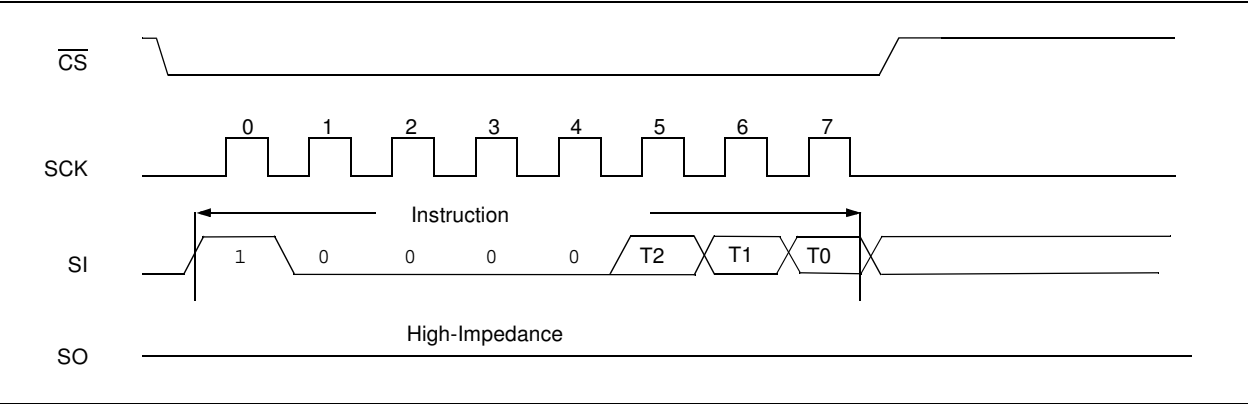 CS
0 1 2 3 4 5 6 7
SCK
Instruction
SI 1 0 0 0 0 T2 T1 T0
High-Impedance
SO